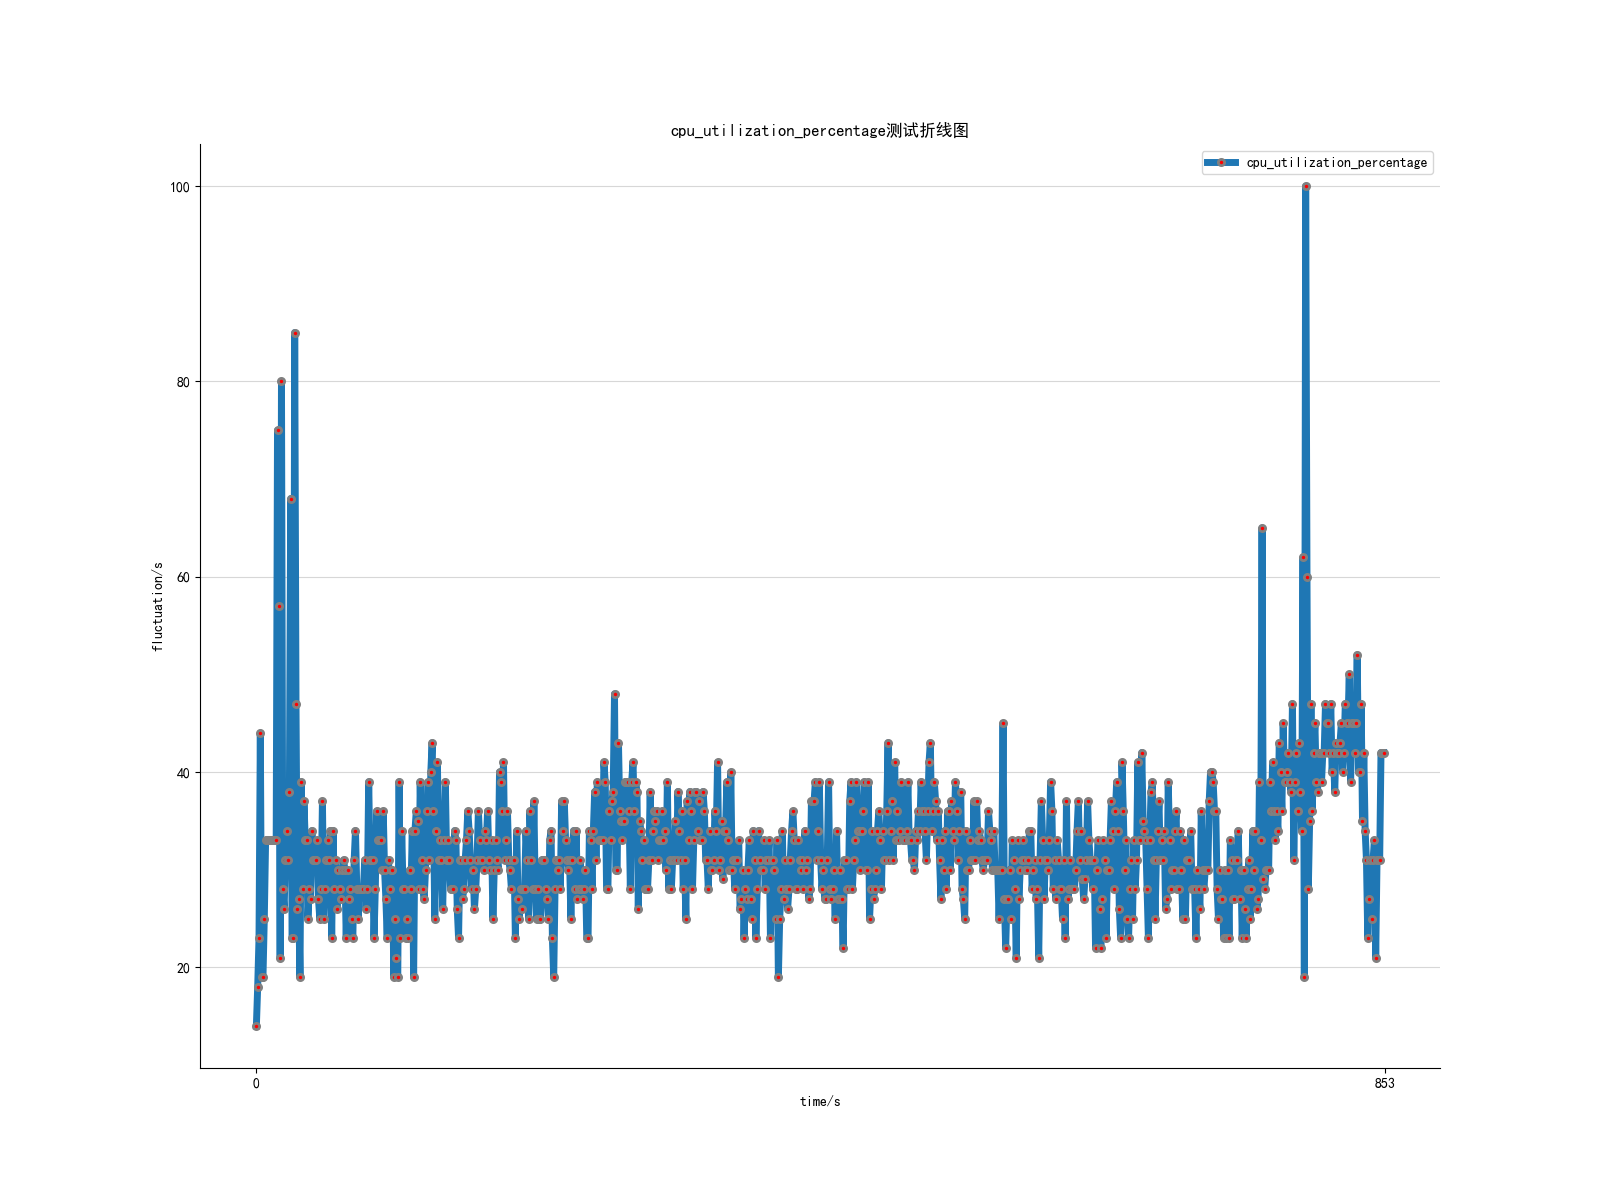 cpu_utilization_percentage测试折线图
cpu_utilization_percentage
100
80
60
40
20
fluctuation/s
0
853
time/s